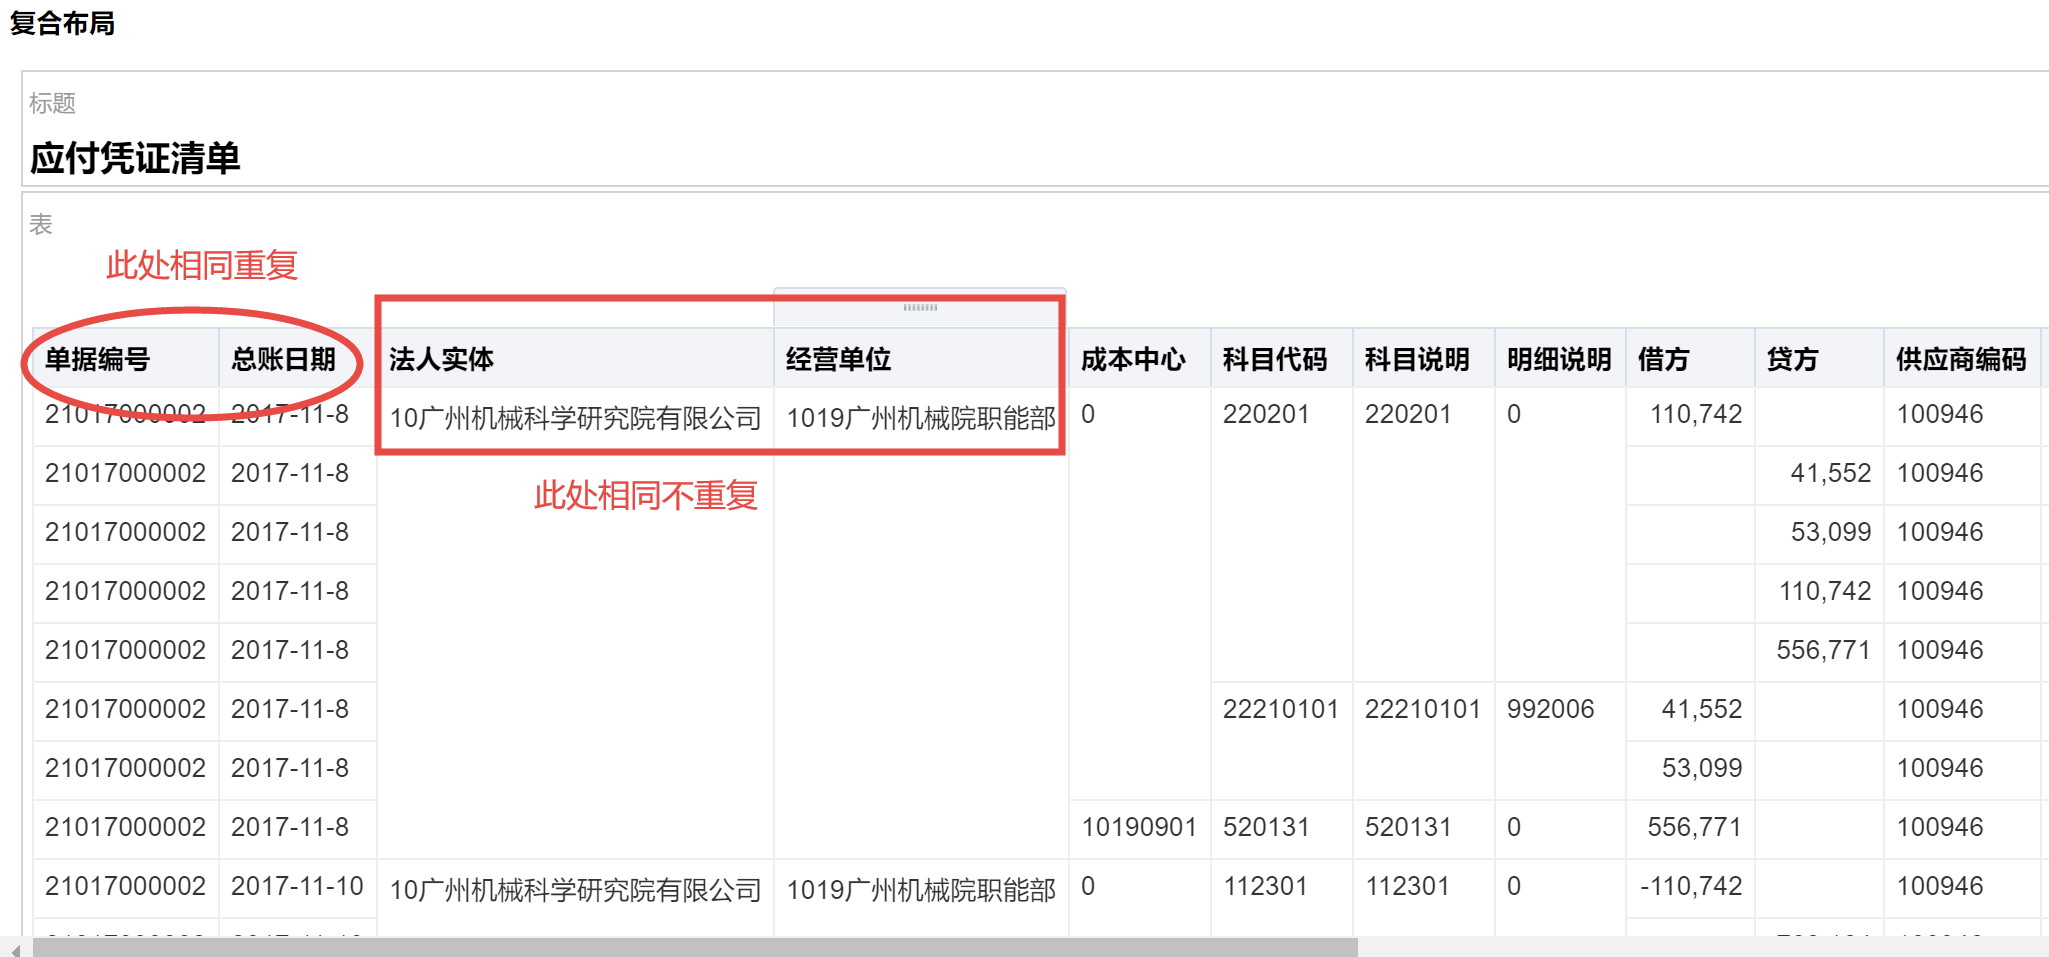 复合布局
标题
应付凭证清单
表
此处相同重复
单据编号 总账日期 法人实体 经营单位 成本中心 科目代码 科目说明 明细说明 借方 贷方 供应商编码
21017000002 2017-11-8 10广州机械科学研究院有限公司 1019广州机械院职能部 0 220201 220201 0 110,742 100946
此处相同不重复
21017000002 2017-11-8 41,552 100946
21017000002 2017-11-8 53,099 100946
21017000002 2017-11-8 110,742 100946
21017000002 2017-11-8 556,771 100946
21017000002 2017-11-8 22210101 22210101 992006 41,552 100946
21017000002 2017-11-8 53,099 100946
21017000002 2017-11-8 10190901 520131 520131 0 556,771 100946
21017000002 2017-11-10 10广州机械科学研究院有限公司 1019广州机械院职能部 0 112301 112301 0 -110,742 100946